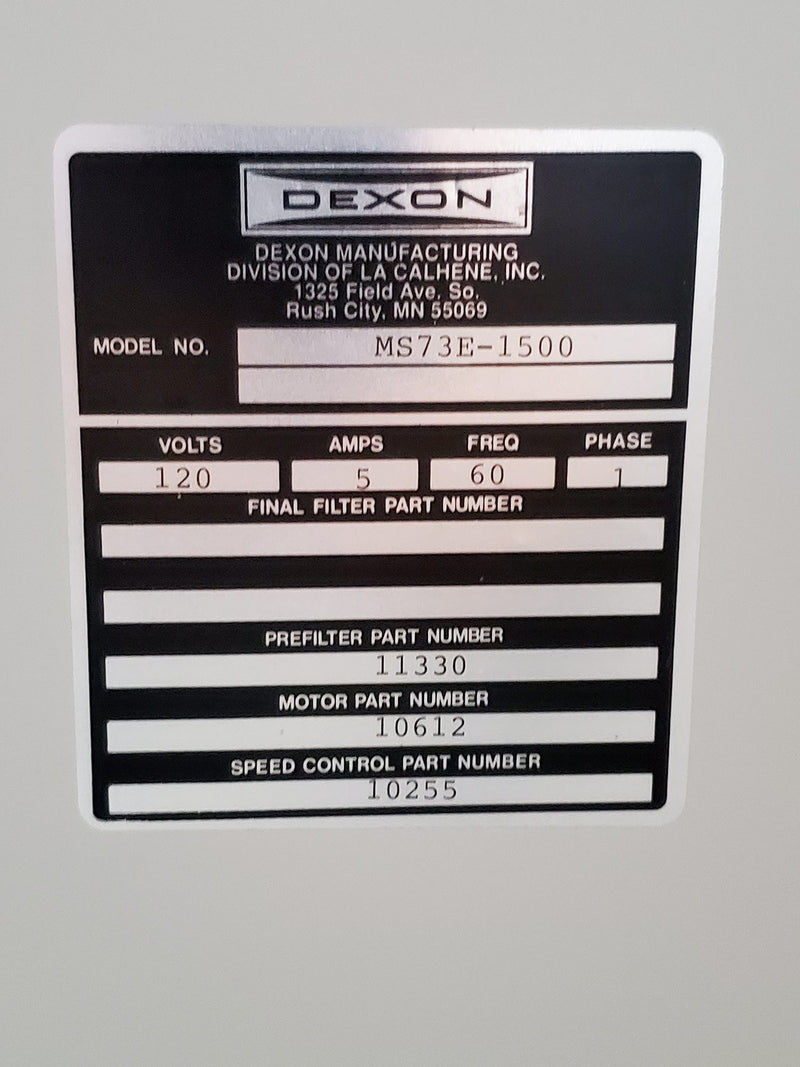 DEXON
DEXON MANUFACTURING
DIVISION OF LA CALHENE, INC.
1325 Field Ave. So.
Rush City, MN 55069
MODEL NO. MS73E-1500
VOLTS AMPS FREQ PHASE
120 5 60 1
FINAL FILTER PART NUMBER
PREFILTER PART NUMBER
11330
MOTOR PART NUMBER
10612
SPEED CONTROL PART NUMBER
10255